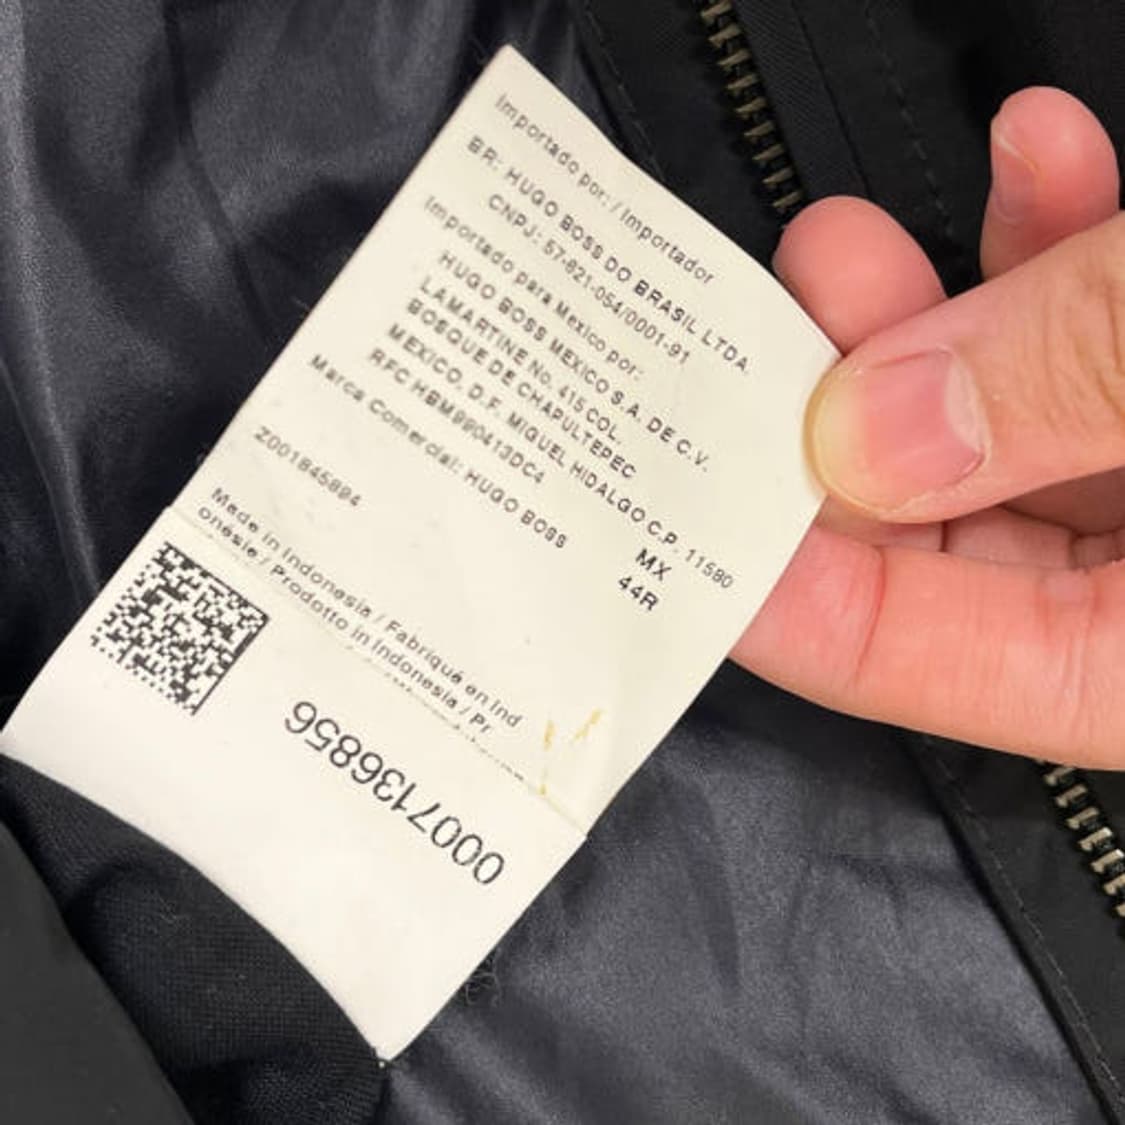 Importado por: / Importador
BR: HUGO BOSS DO BRASIL LTDA.
CNPJ: 57-821-054/0001-91
Importado para Mexico por:
HUGO BOSS MEXICO S.A. DE C.V.
LAMARTINE No. 415 COL.
BOSQUE DE CHAPULTEPEC
MEXICO, D.F. MIGUEL HIDALGO C.P. 11580
RFC HBM990413DC4
Marca Comercial: HUGO BOSS
MX
44R
Z001845894
Made in Indonesia / Fabriqué en Ind
onesie / Prodotto in Indonesia / Pr
00071368856